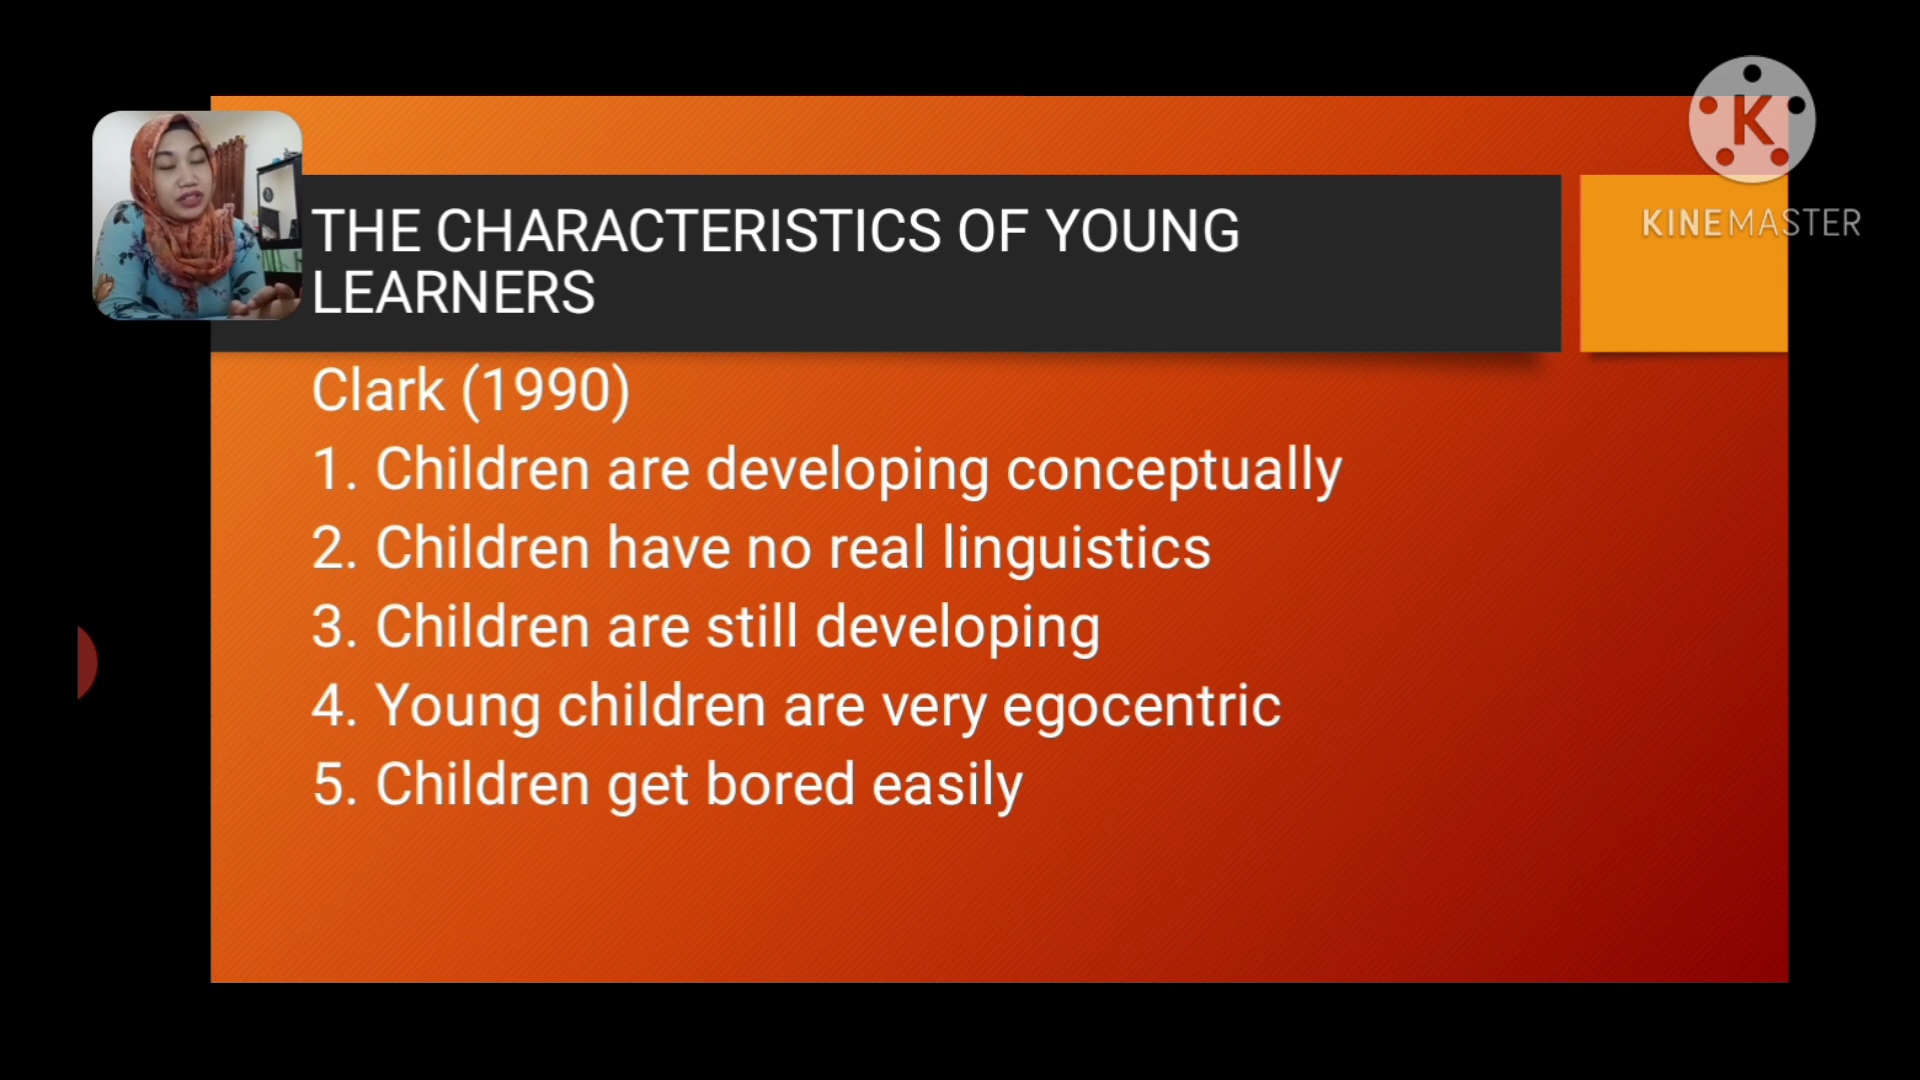 THE CHARACTERISTICS OF YOUNG
LEARNERS
Clark (1990)
1. Children are developing conceptually
2. Children have no real linguistics
3. Children are still developing
4. Young children are very egocentric
5. Children get bored easily
K
KINEMASTER